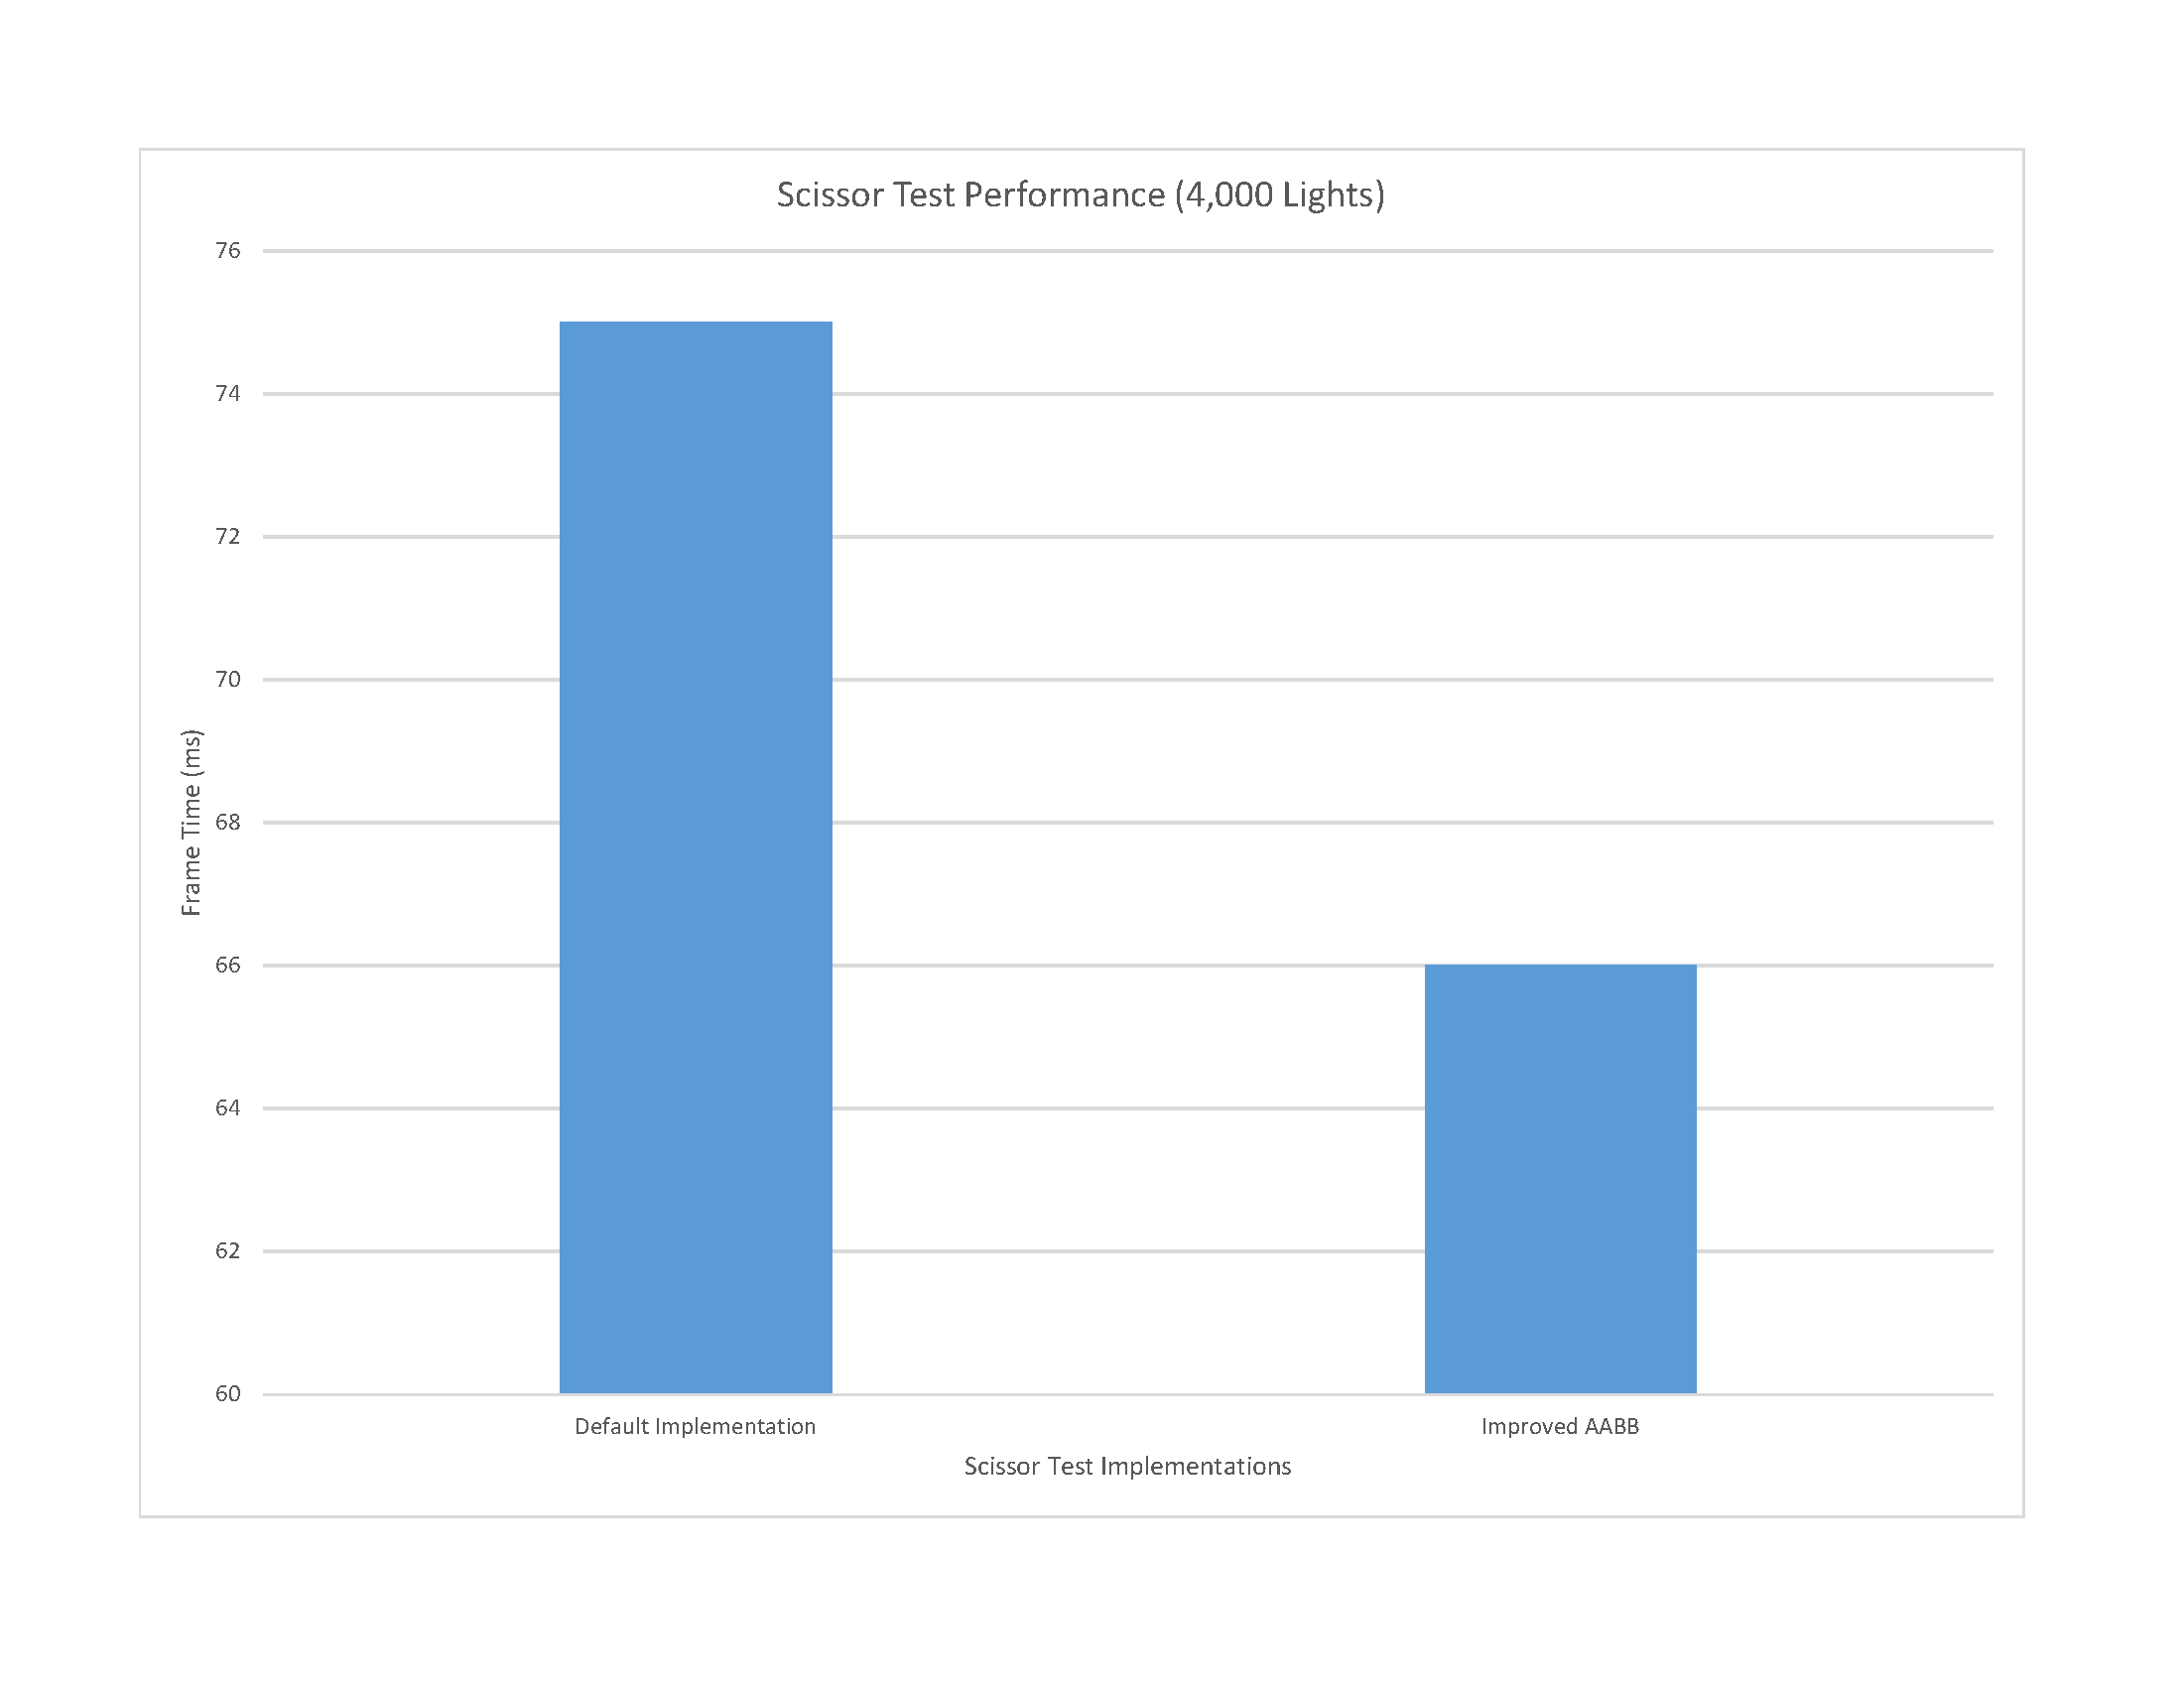 Scissor Test Performance (4,000 Lights)
76
74
72
70
68
66
64
62
60
Frame Time (ms)
Default Implementation
Improved AABB
Scissor Test Implementations